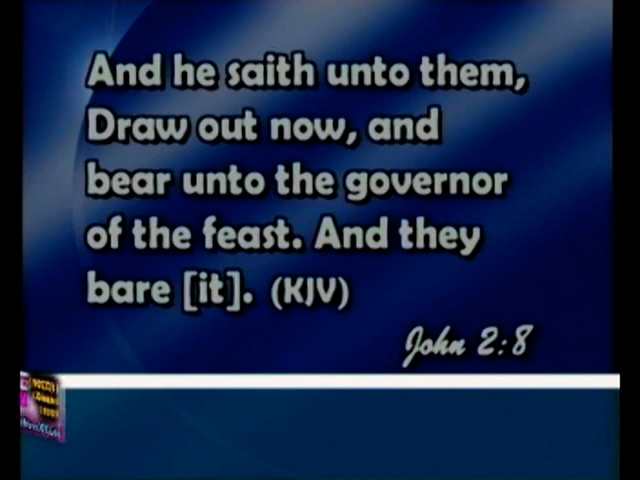 And he saith unto them,
Draw out now, and
bear unto the governor
of the feast. And they
bare [it]. (KJV)
John 2:8